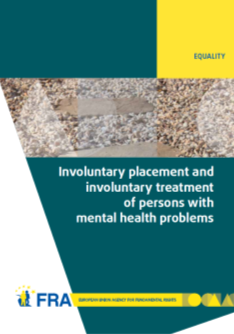 EQUALITY
Involuntary placement and
involuntary treatment
of persons with
mental health problems
FRA
EUROPEAN UNION AGENCY FOR FUNDAMENTAL RIGHTS